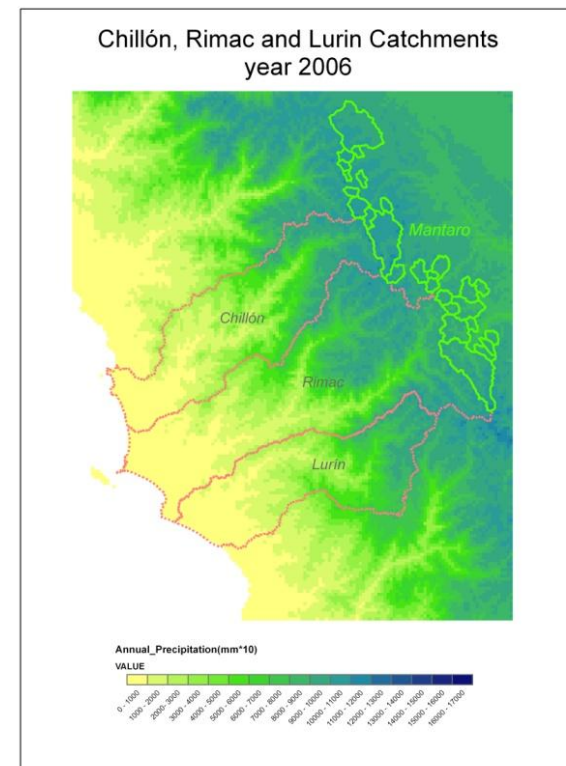 Chillón, Rimac and Lurin Catchments
year 2006
Mantaro
Chillón
Rimac
Lurín
Annual_Precipitation(mm*10)
VALUE
0 - 1000
1000 - 2000
2000- 3000
3000 - 4000
4000 - 5000
5000 - 6000
6000 - 7000
7000 - 8000
8000 - 9000
9000 - 10000
10000 - 11000
11000 - 12000
12000 - 13000
13000 - 14000
14000 - 15000
15000 - 16000
16000 - 17000